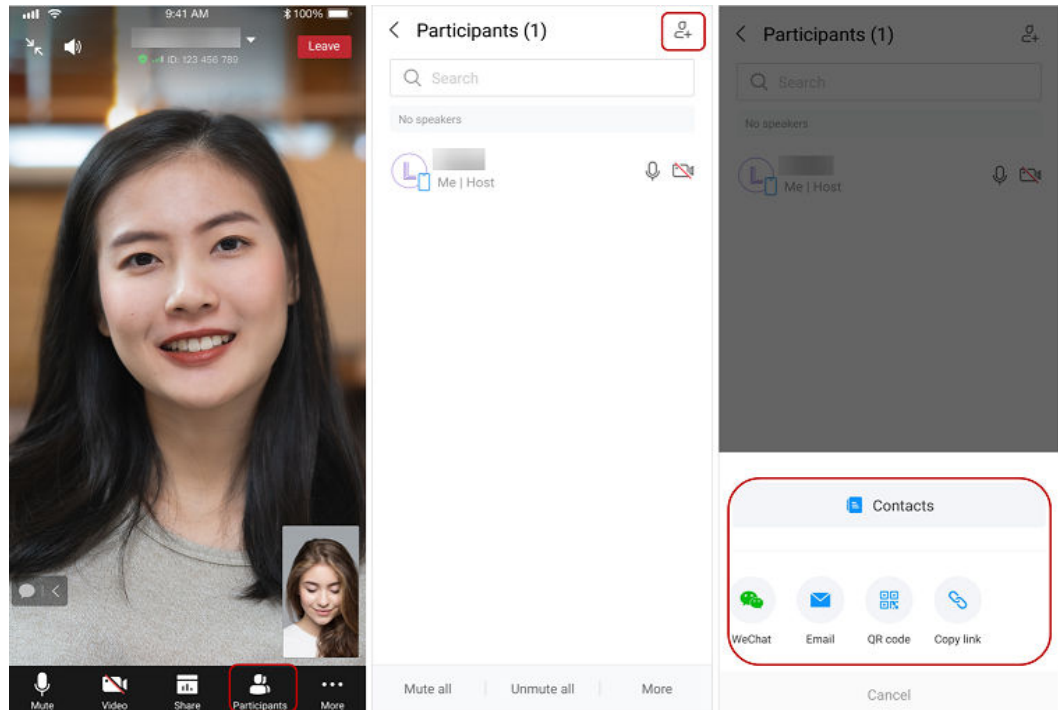 9:41 AM
100%
Leave
ID: 123 456 789
Mute
Video
Share
Participants
More
Participants (1)
Search
No speakers
L
Me | Host
Mute all
Unmute all
More
Participants (1)
Search
No speakers
L
Me | Host
Contacts
WeChat
Email
QR code
Copy link
Cancel